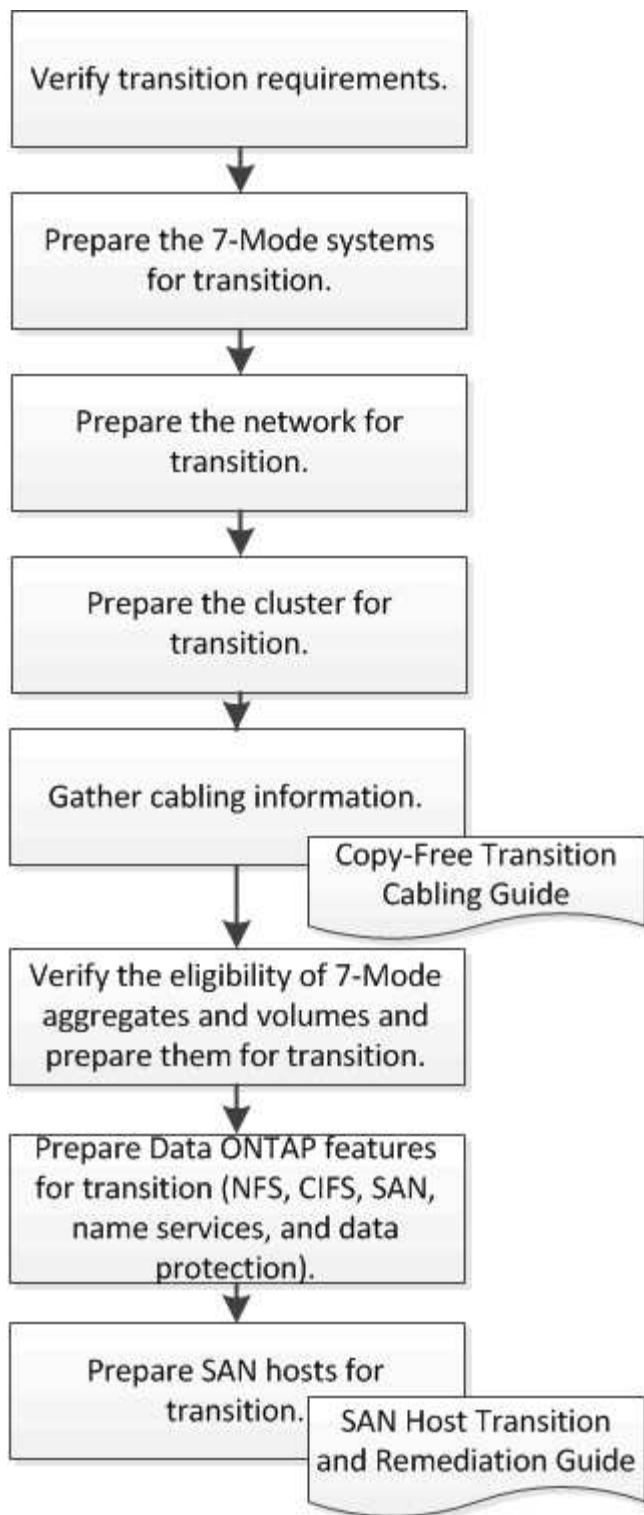 Verify transition requirements.
Prepare the 7-Mode systems
for transition.
Prepare the network for
transition.
Prepare the cluster for
transition.
Gather cabling information.
Copy-Free Transition
Cabling Guide
Verify the eligibility of 7-Mode
aggregates and volumes and
prepare them for transition.
Prepare Data ONTAP features
for transition (NFS, CIFS, SAN,
name services, and data
protection).
Prepare SAN hosts for
transition.
SAN Host Transition
and Remediation Guide